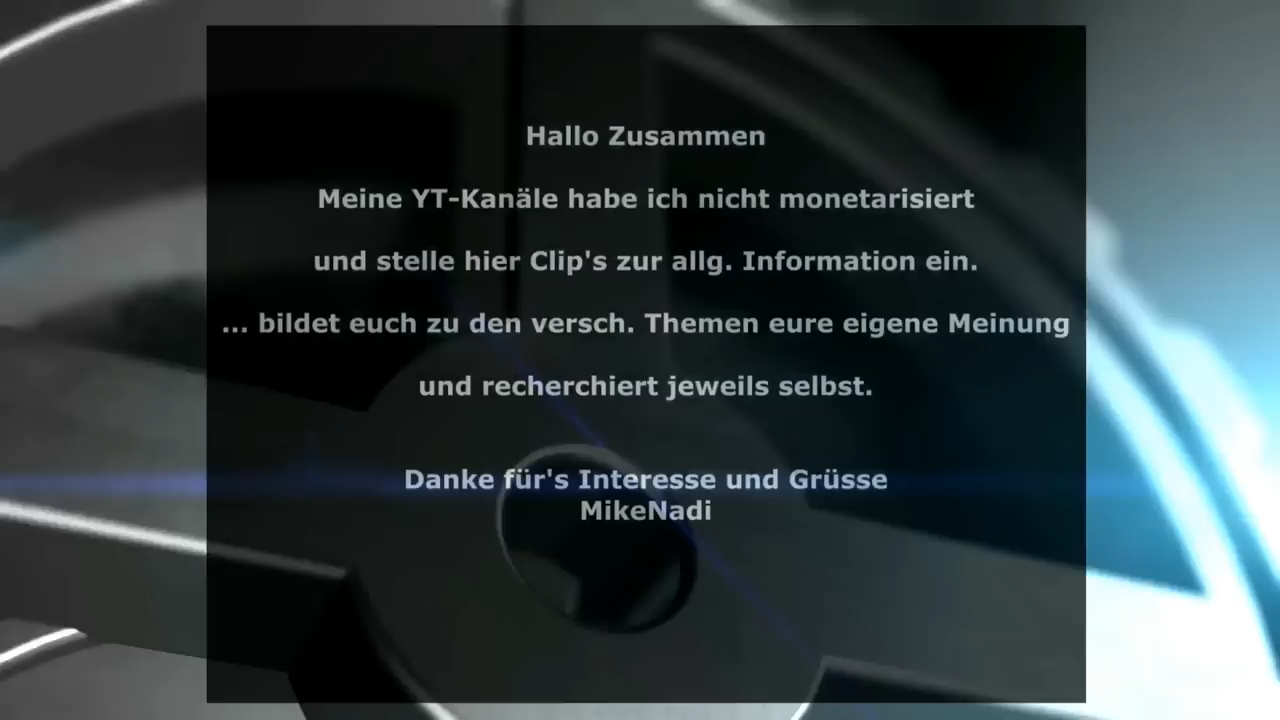 Hallo Zusammen
Meine YT-Kanäle habe ich nicht monetarisiert
und stelle hier Clip's zur allg. Information ein.
... bildet euch zu den versch. Themen eure eigene Meinung
und recherchiert jeweils selbst.
Danke für's Interesse und Grüsse
MikeNadi